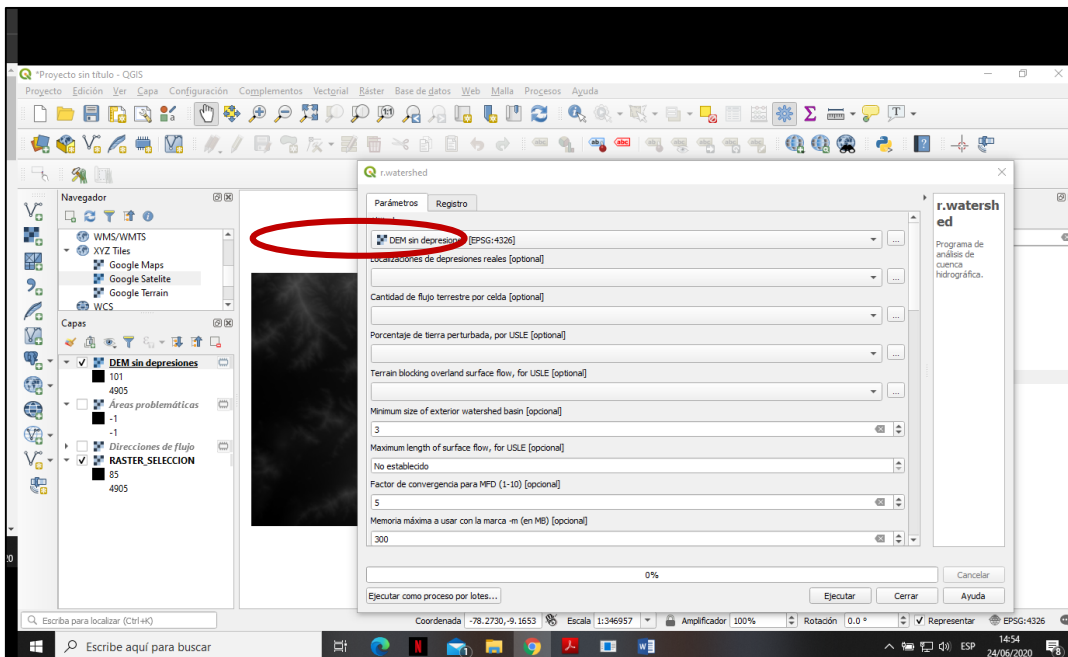 *Proyecto sin título - QGIS
Proyecto Edición Ver Capa Configuración Complementos Vectorial Ráster Base de datos Web Malla Procesos Ayuda
Navegador
WMS/WMTS
XYZ Tiles
Google Maps
Google Satelite
Google Terrain
WCS
Capas
DEM sin depresiones
101
4905
Áreas problemáticas
-1
-1
Direcciones de flujo
RASTER_SELECCION
85
4905
r.watershed
Parámetros Registro
DEM sin depresiones [EPSG:4326]
Localizaciones de depresiones reales [optional]
Cantidad de flujo terrestre por celda [optional]
Porcentaje de tierra perturbada, por USLE [optional]
Terrain blocking overland surface flow, for USLE [optional]
Minimum size of exterior watershed basin [opcional]
3
Maximum length of surface flow, for USLE [opcional]
No establecido
Factor de convergencia para MFD (1-10) [opcional]
5
Memoria máxima a usar con la marca -m (en MB) [opcional]
300
r.watersh
ed
Programa de
análisis de
cuenca
hidrográfica.
0%
Cancelar
Ejecutar como proceso por lotes...
Ejecutar Cerrar Ayuda
Escriba para localizar (Ctrl+K)
Coordenada -78.2730,-9.1653 Escala 1:346957 Amplificador 100% Rotación 0.0 ° Representar EPSG:4326
Escribe aquí para buscar
ESP
14:54
24/06/2020